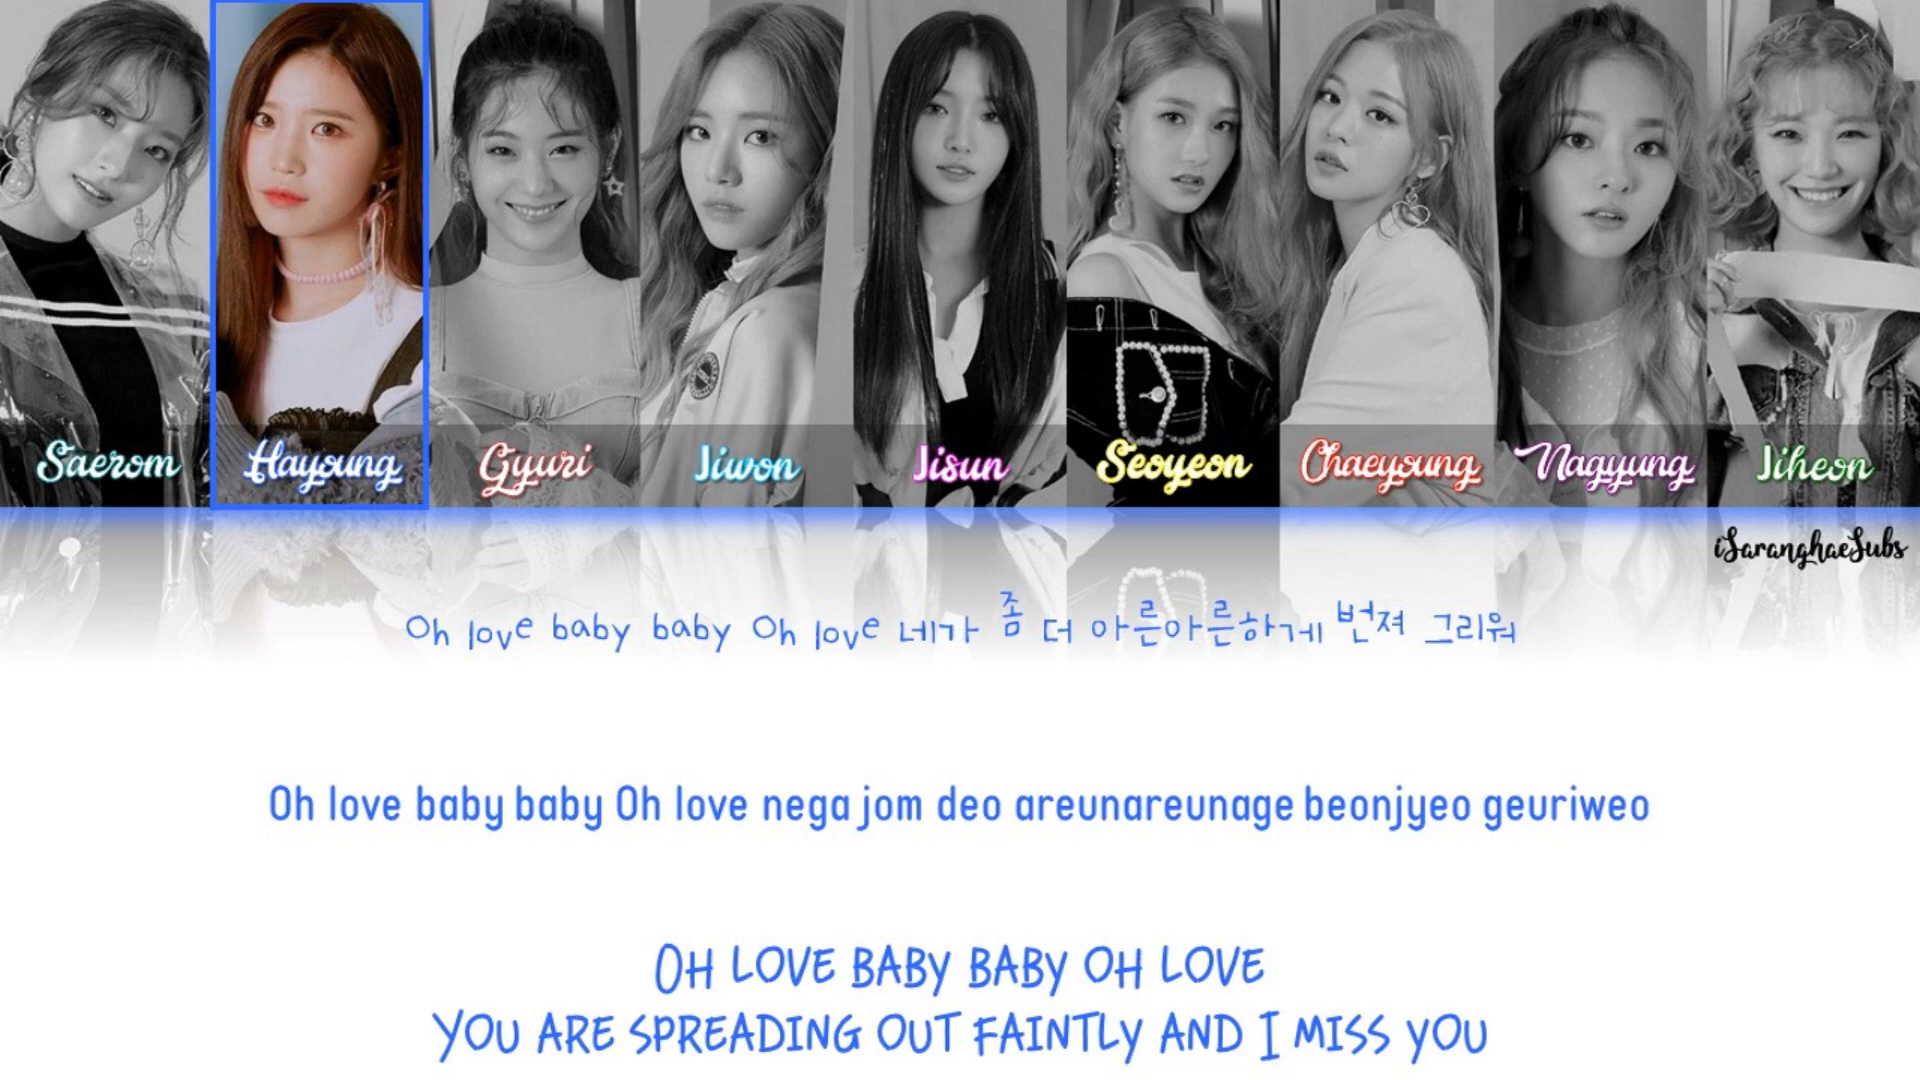 Saerom
Hayoung
Gyuri
Jiwon
Jisun
Seoyeon
Chaeyoung
Nagyung
Jiheon
iSaranghaeSubs
Oh love baby baby Oh love 네가 좀 더 아른아른하게 번져 그리워
Oh love baby baby Oh love nega jom deo areunareunage beonjyeo geuriweo
OH LOVE BABY BABY OH LOVE
YOU ARE SPREADING OUT FAINTLY AND I MISS YOU